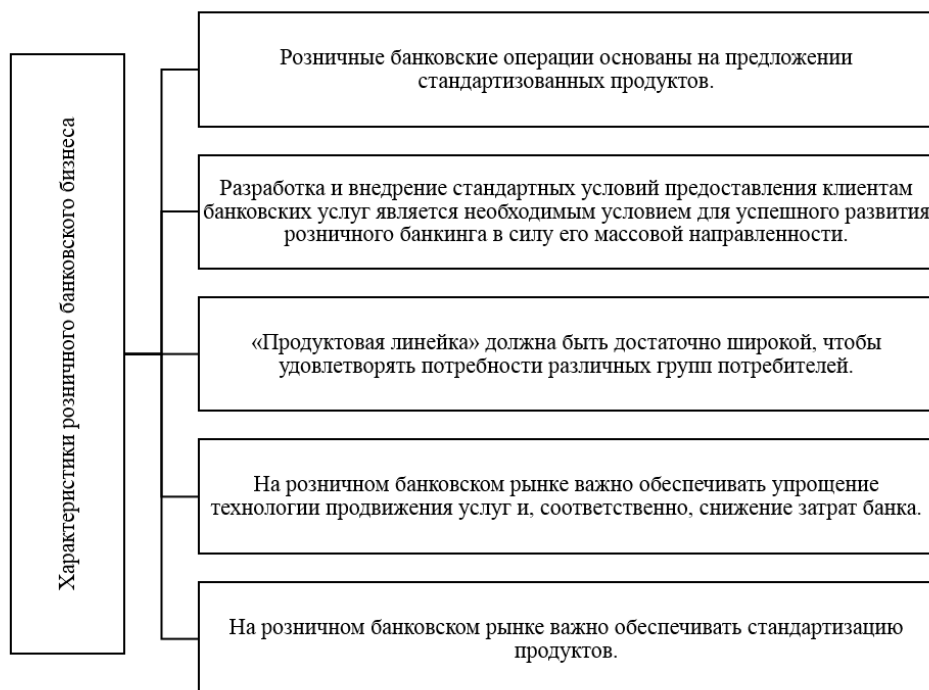 Характеристики розничного банковского бизнеса
Розничные банковские операции основаны на предложении
стандартизованных продуктов.
Разработка и внедрение стандартных условий предоставления клиентам
банковских услуг является необходимым условием для успешного развития
розничного банкинга в силу его массовой направленности.
«Продуктовая линейка» должна быть достаточно широкой, чтобы
удовлетворять потребности различных групп потребителей.
На розничном банковском рынке важно обеспечивать упрощение
технологии продвижения услуг и, соответственно, снижение затрат банка.
На розничном банковском рынке важно обеспечивать стандартизацию
продуктов.